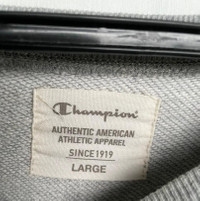 Champion
AUTHENTIC AMERICAN
ATHLETIC APPAREL
SINCE 1919
LARGE